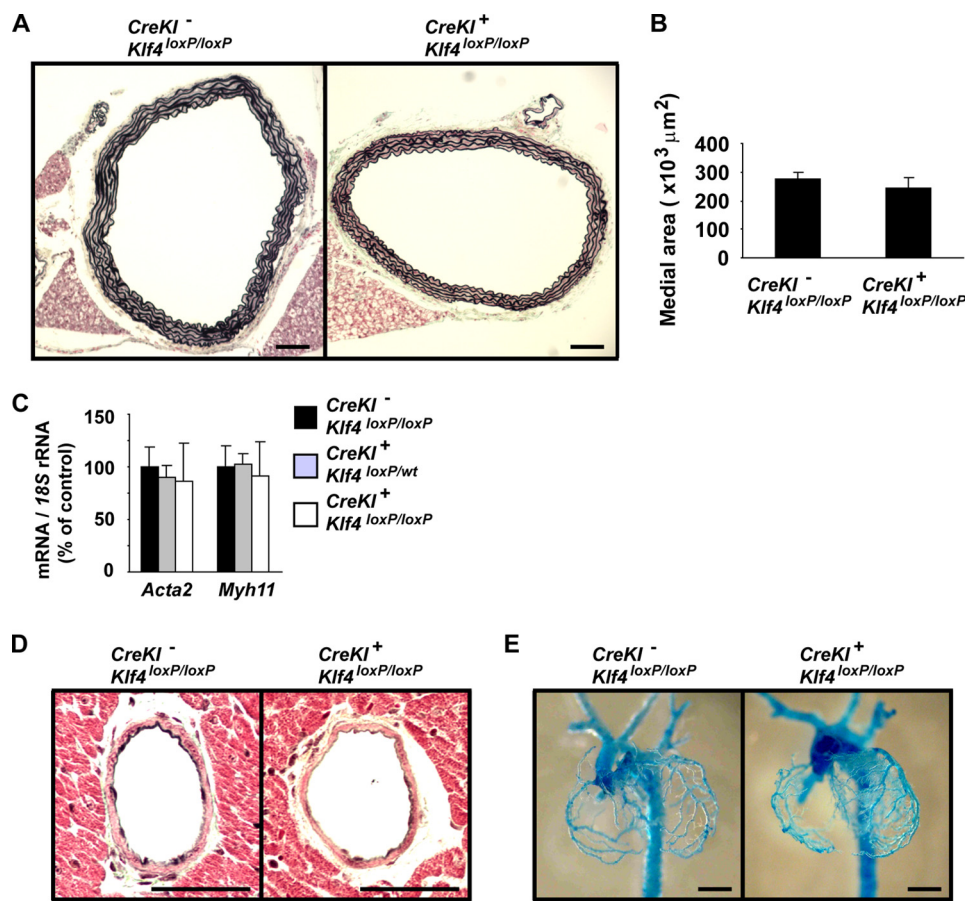 A
CreKI -
Klf4 loxP/loxP
CreKI +
Klf4 loxP/loxP
B
Medial area ( x10³ μm²)
400
300
200
100
0
CreKI -
Klf4 loxP/loxP
CreKI +
Klf4 loxP/loxP
C
mRNA / 18S rRNA
(% of control)
150
100
50
0
Acta2
Myh11
CreKI -
Klf4 loxP/loxP
CreKI +
Klf4 loxP/wt
CreKI +
Klf4 loxP/loxP
D
CreKI -
Klf4 loxP/loxP
CreKI +
Klf4 loxP/loxP
E
CreKI -
Klf4 loxP/loxP
CreKI +
Klf4 loxP/loxP